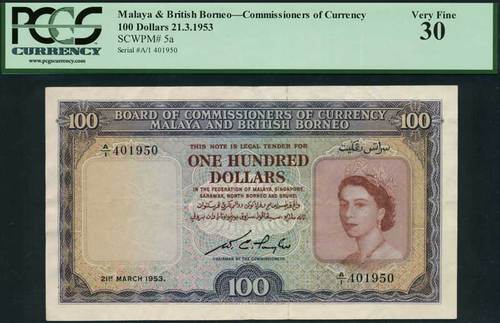 PCGS
CURRENCY
www.pcgscurrency.com
Malaya & British Borneo—Commissioners of Currency
100 Dollars 21.3.1953
SCWPM# 5a
Serial #A/1 401950
Very Fine
30
BOARD OF COMMISSIONERS OF CURRENCY
MALAYA AND BRITISH BORNEO
100
100
A/1 401950
THIS NOTE IS LEGAL TENDER FOR
ONE HUNDRED
DOLLARS
IN THE FEDERATION OF MALAYA, SINGAPORE,
SARAWAK, NORTH BORNEO AND BRUNEI
CHAIRMAN OF THE COMMISSIONERS
21ST MARCH 1953.
100
A/1 401950